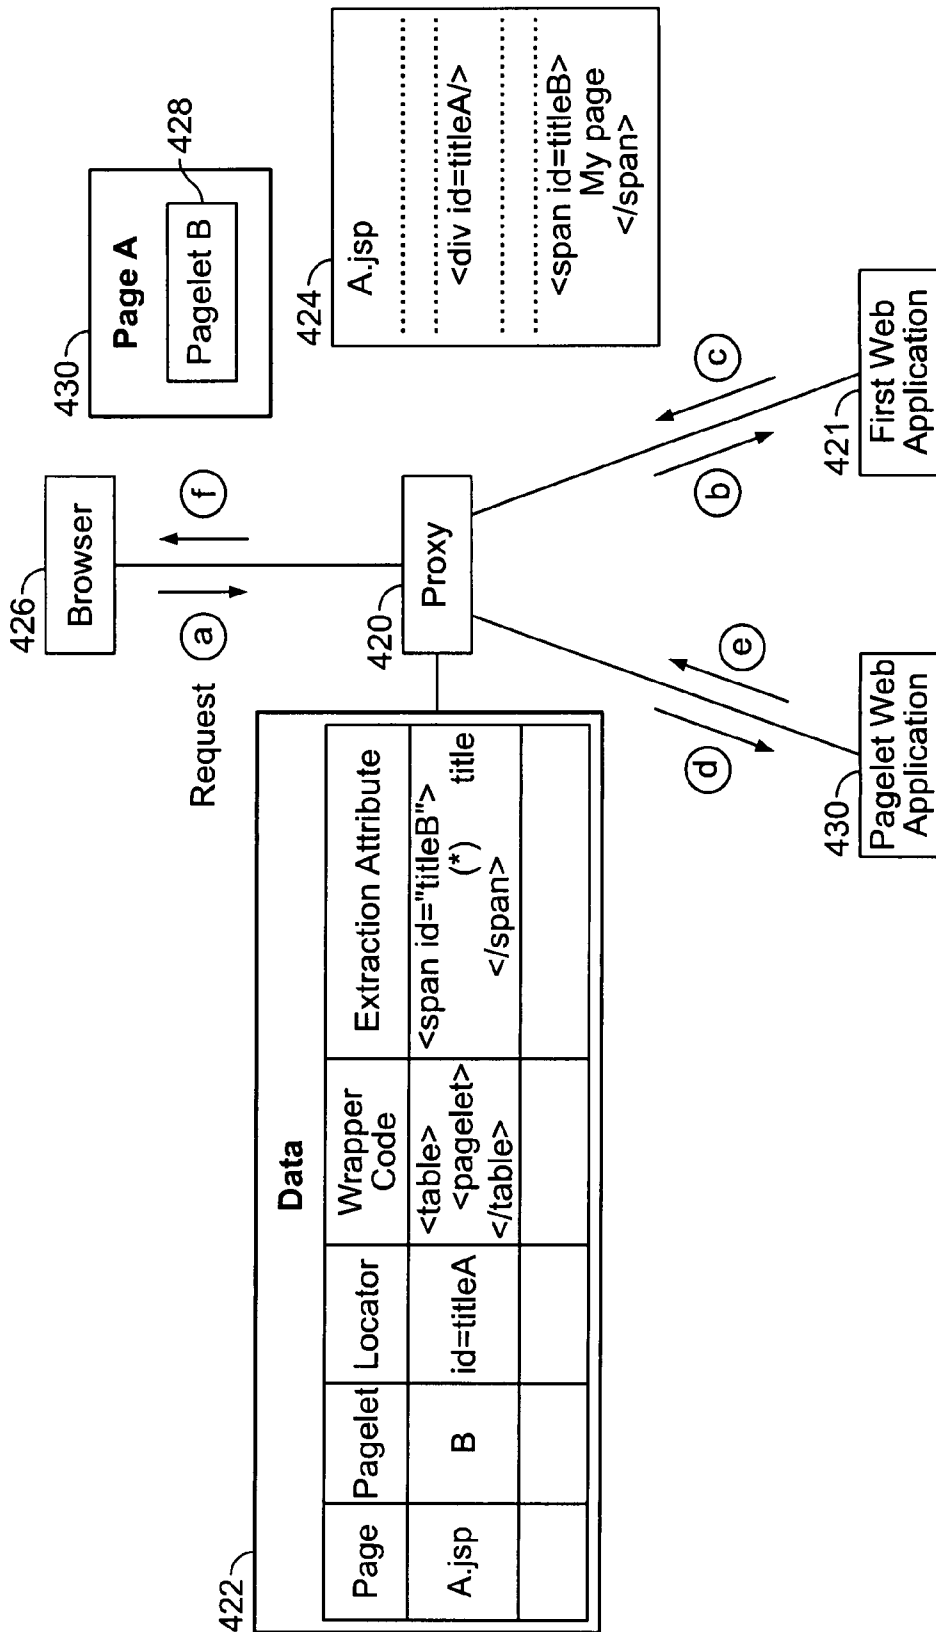 422
Data
Page
Pagelet
Locator
Wrapper
Code
Extraction Attribute
A.jsp
B
id=titleA
<table>
<pagelet>
</table>
<span id="titleB">
(*) title
</span>
426
Browser
Request
a
f
430
Page A
Pagelet B
428
420
Proxy
424
A.jsp
<div id=titleA/>
<span id=titleB>
My page
</span>
d
e
b
c
430
Pagelet Web
Application
421
First Web
Application